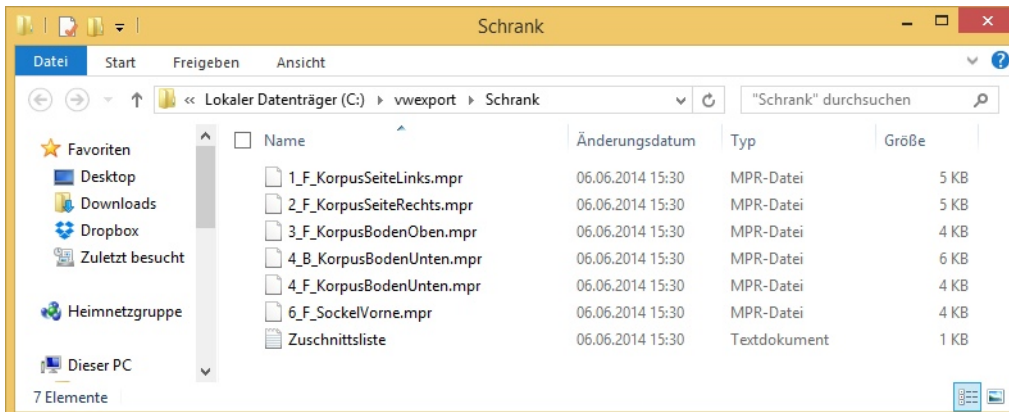 Schrank
Datei Start Freigeben Ansicht
« Lokaler Datenträger (C:) vwexport Schrank "Schrank" durchsuchen
Name Änderungsdatum Typ Größe
Favoriten
Desktop 1_F_KorpusSeiteLinks.mpr 06.06.2014 15:30 MPR-Datei 5 KB
Downloads 2_F_KorpusSeiteRechts.mpr 06.06.2014 15:30 MPR-Datei 5 KB
Dropbox 3_F_KorpusBodenOben.mpr 06.06.2014 15:30 MPR-Datei 4 KB
Zuletzt besucht 4_B_KorpusBodenUnten.mpr 06.06.2014 15:30 MPR-Datei 6 KB
4_F_KorpusBodenUnten.mpr 06.06.2014 15:30 MPR-Datei 4 KB
Heimnetzgruppe 6_F_SockelVorne.mpr 06.06.2014 15:30 MPR-Datei 4 KB
Zuschnittsliste 06.06.2014 15:30 Textdokument 1 KB
Dieser PC
7 Elemente